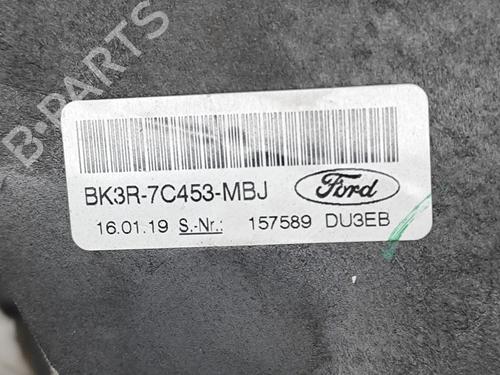 B-PARTS
BK3R-7C453-MBJ Ford
16.01.19 S.-Nr.: 157589 DU3EB